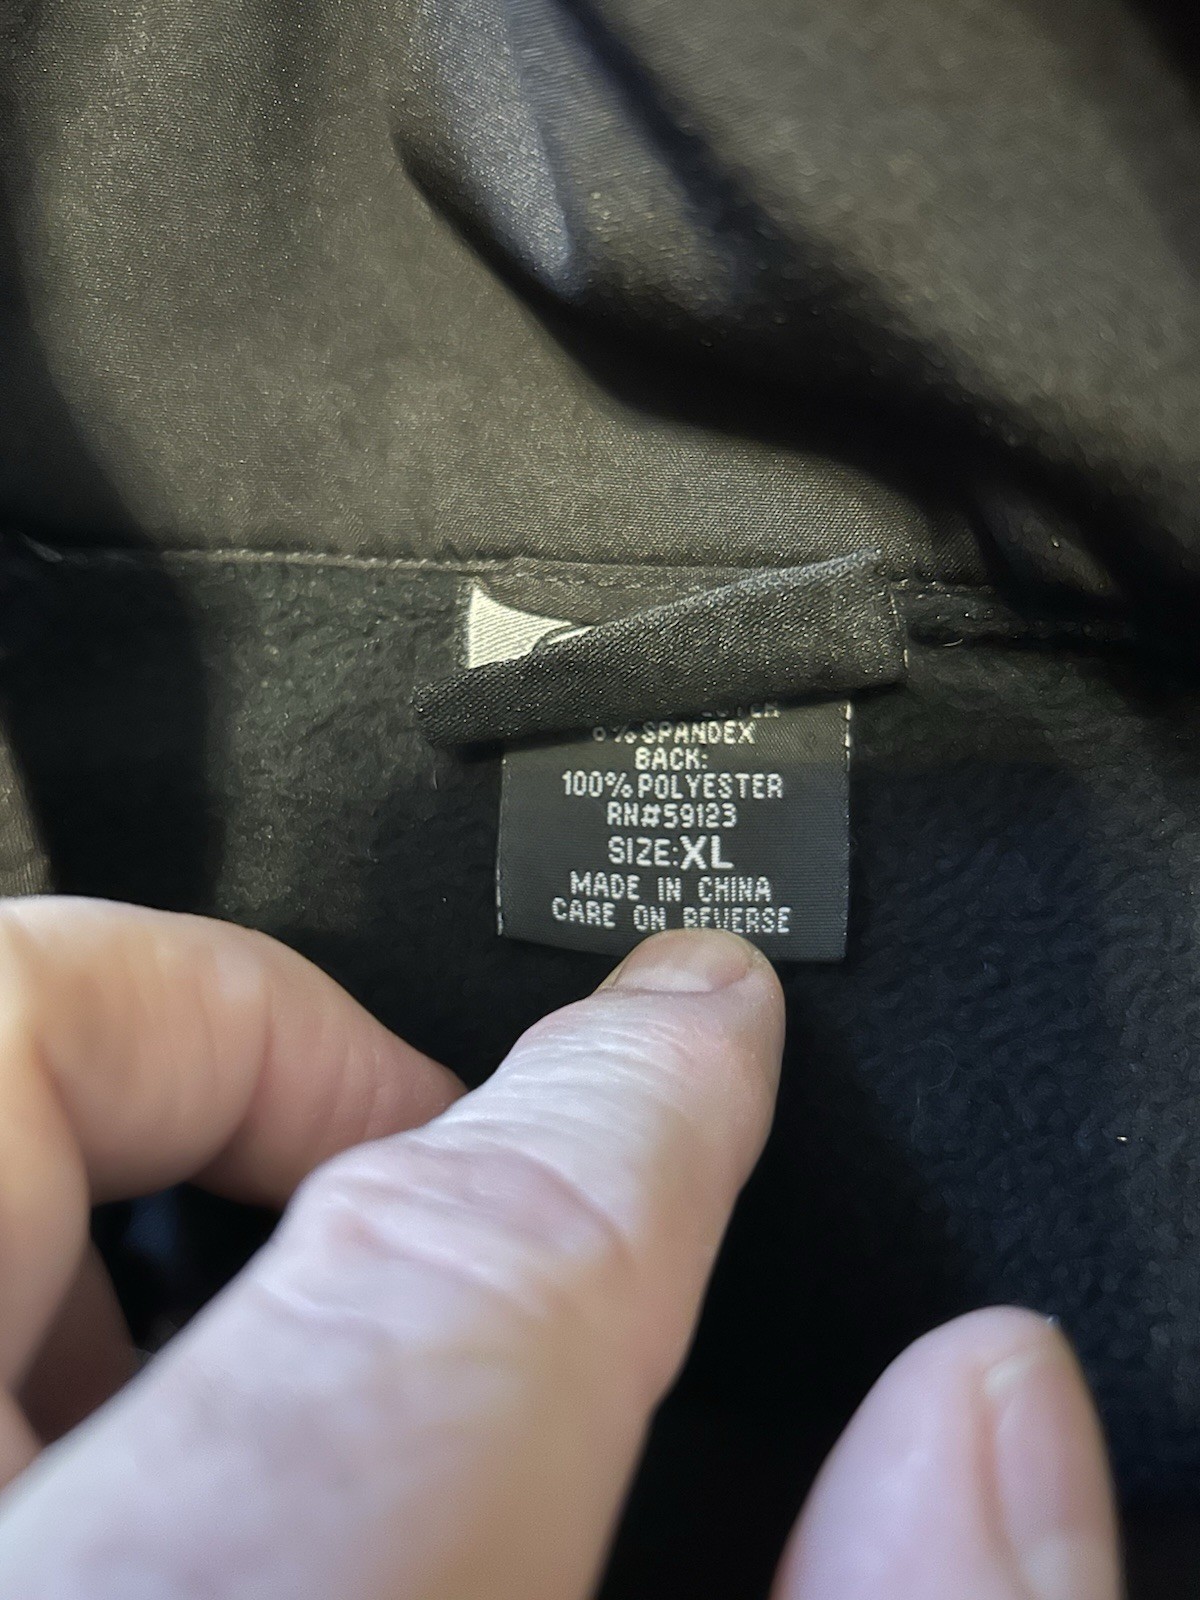 % SPANDEX
BACK:
100% POLYESTER
RN#59123
SIZE:XL
MADE IN CHINA
CARE ON REVERSE